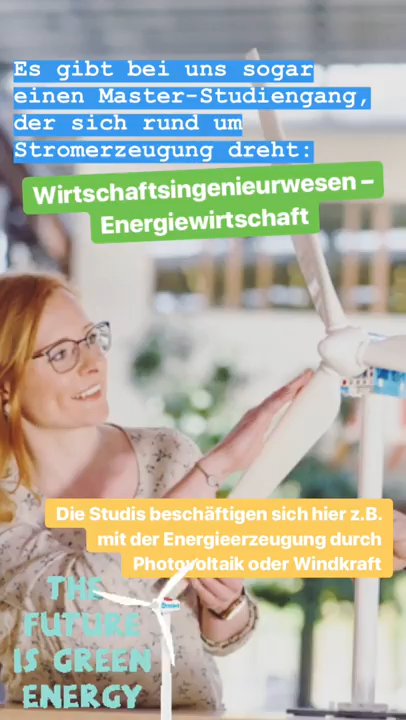 Es gibt bei uns sogar
einen Master-Studiengang,
der sich rund um
Stromerzeugung dreht:
Wirtschaftsingenieurwesen –
Energiewirtschaft
Die Studis beschäftigen sich hier z.B.
mit der Energieerzeugung durch
Photovoltaik oder Windkraft
THE
FUTURE
IS GREEN
ENERGY